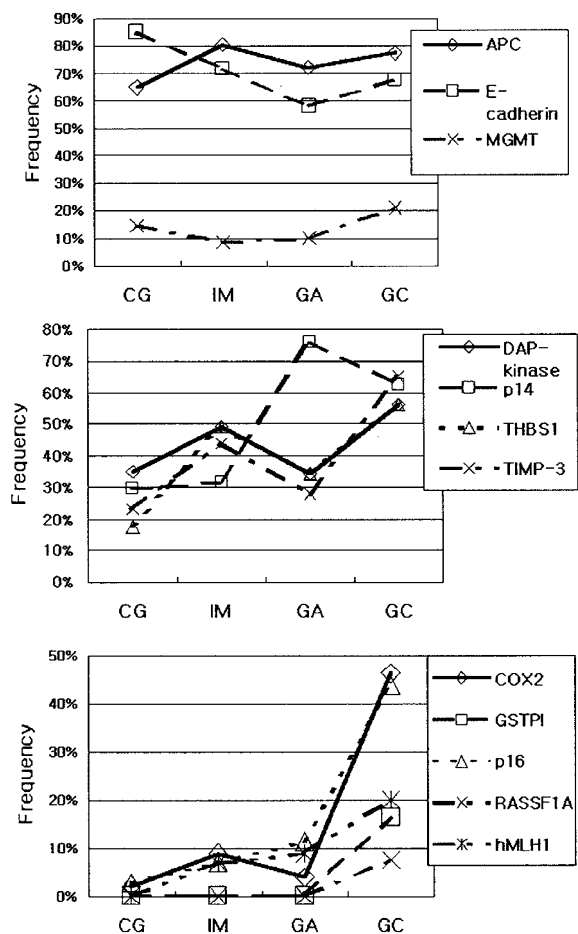 90%
80%
70%
60%
50%
40%
30%
20%
10%
0%
Frequency
CG IM GA GC
APC
E-
cadherin
MGMT
80%
70%
60%
50%
40%
30%
20%
10%
0%
Frequency
CG IM GA GC
DAP-
kinase
p14
THBS1
TIMP-3
50%
40%
30%
20%
10%
0%
Frequency
CG IM GA GC
COX2
GSTPI
p16
RASSF1A
hMLH1